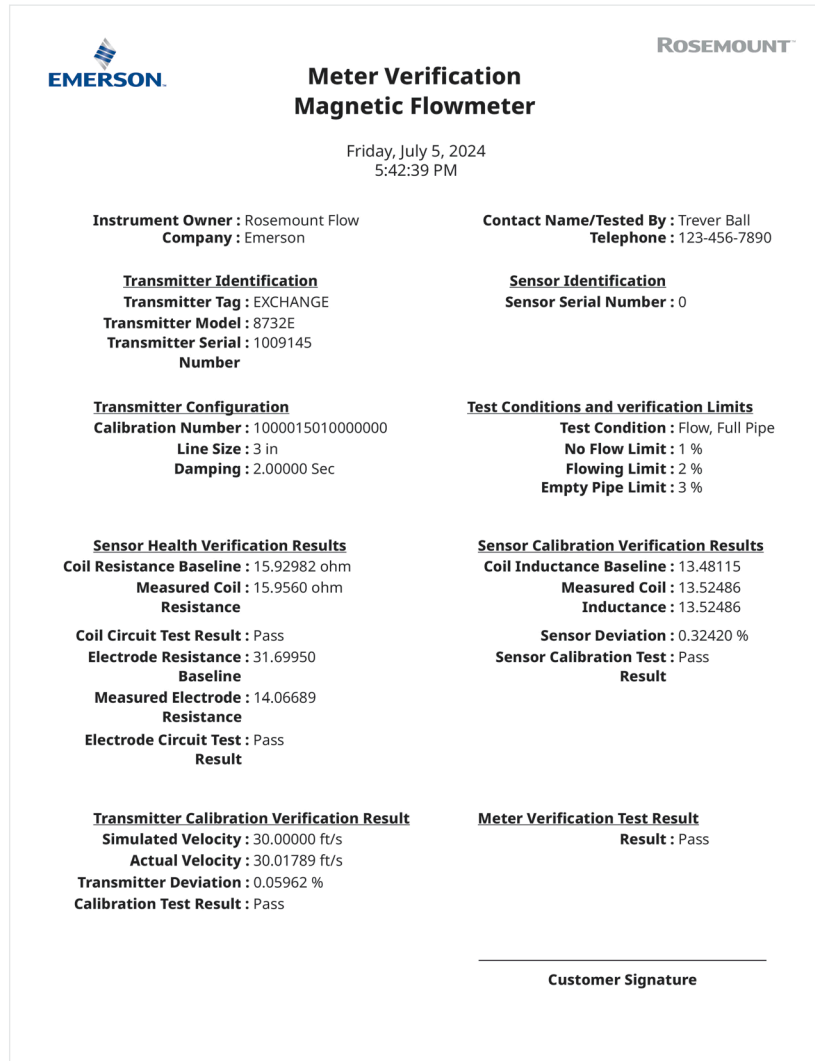 EMERSON.
ROSEMOUNT™
Meter Verification
Magnetic Flowmeter
Friday, July 5, 2024
5:42:39 PM
Instrument Owner : Rosemount Flow
Company : Emerson
Contact Name/Tested By : Trever Ball
Telephone : 123-456-7890
Transmitter Identification
Transmitter Tag : EXCHANGE
Transmitter Model : 8732E
Transmitter Serial : 1009145
Number
Sensor Identification
Sensor Serial Number : 0
Transmitter Configuration
Calibration Number : 1000015010000000
Line Size : 3 in
Damping : 2.00000 Sec
Test Conditions and verification Limits
Test Condition : Flow, Full Pipe
No Flow Limit : 1 %
Flowing Limit : 2 %
Empty Pipe Limit : 3 %
Sensor Health Verification Results
Coil Resistance Baseline : 15.92982 ohm
Measured Coil : 15.9560 ohm
Resistance
Coil Circuit Test Result : Pass
Electrode Resistance : 31.69950
Baseline
Measured Electrode : 14.06689
Resistance
Electrode Circuit Test : Pass
Result
Sensor Calibration Verification Results
Coil Inductance Baseline : 13.48115
Measured Coil : 13.52486
Inductance : 13.52486
Sensor Deviation : 0.32420 %
Sensor Calibration Test : Pass
Result
Transmitter Calibration Verification Result
Simulated Velocity : 30.00000 ft/s
Actual Velocity : 30.01789 ft/s
Transmitter Deviation : 0.05962 %
Calibration Test Result : Pass
Meter Verification Test Result
Result : Pass
Customer Signature